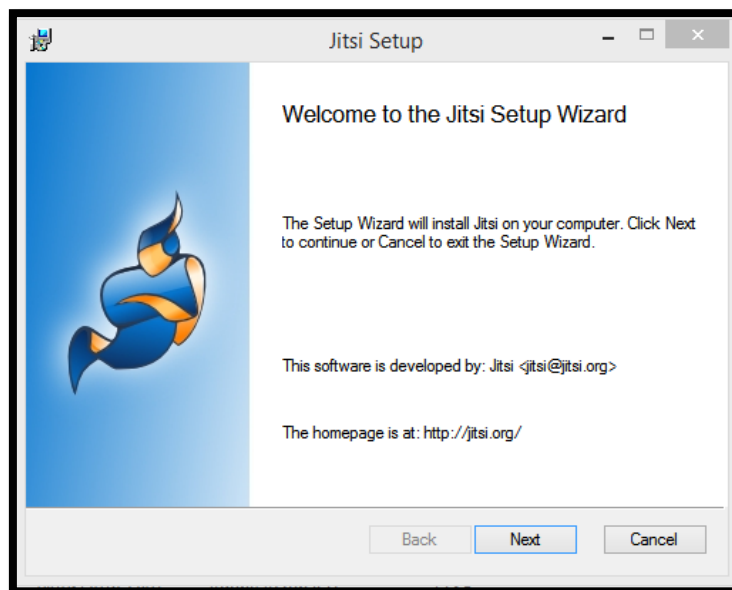 Jitsi Setup
Welcome to the Jitsi Setup Wizard
The Setup Wizard will install Jitsi on your computer. Click Next
to continue or Cancel to exit the Setup Wizard.
This software is developed by: Jitsi <jitsi@jitsi.org>
The homepage is at: http://jitsi.org/
Back Next Cancel